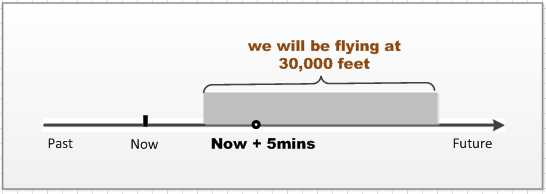 we will be flying at
30,000 feet
Past
Now
Now + 5mins
Future